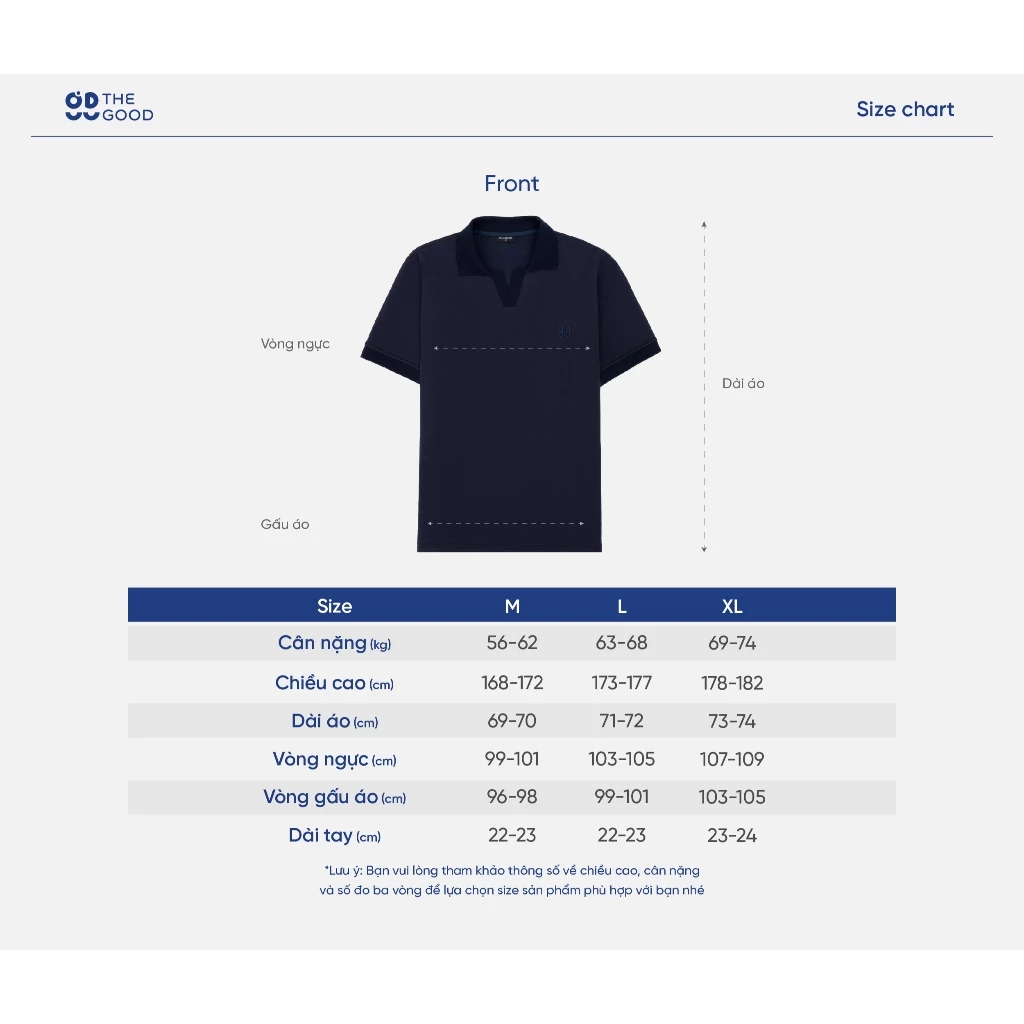 THE
GOOD
Size chart
Front
Vòng ngực
Dài áo
Gấu áo
Size M L XL
Cân nặng (kg) 56-62 63-68 69-74
Chiều cao (cm) 168-172 173-177 178-182
Dài áo (cm) 69-70 71-72 73-74
Vòng ngực (cm) 99-101 103-105 107-109
Vòng gấu áo (cm) 96-98 99-101 103-105
Dài tay (cm) 22-23 22-23 23-24
*Lưu ý: Bạn vui lòng tham khảo thông số về chiều cao, cân nặng
và số đo ba vòng để lựa chọn size sản phẩm phù hợp với bạn nhé